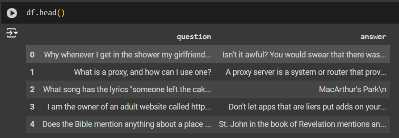 df.head()
question answer
0 Why whenever I get in the shower my girlfriend... Isn't it awful? You would swear that there was...
1 What is a proxy, and how can I use one? A proxy server is a system or router that prov...
2 What song has the lyrics "someone left the cak... MacArthur's Park\n
3 I am the owner of an adult website called http... Don't let apps that are liers put adds on your...
4 Does the Bible mention anything about a place ... St. John in the book of Revelation mentions an...